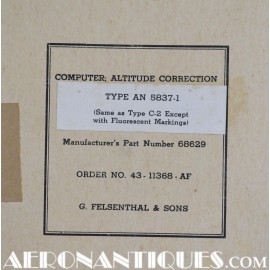 COMPUTER; ALTITUDE CORRECTION
TYPE AN 5837-1
(Same as Type C-2 Except
with Fluorescent Markings)
Manufacturer's Part Number 68629
ORDER NO. 43-11368-AF
G. FELSENTHAL & SONS
AERONANTIQUES.COM